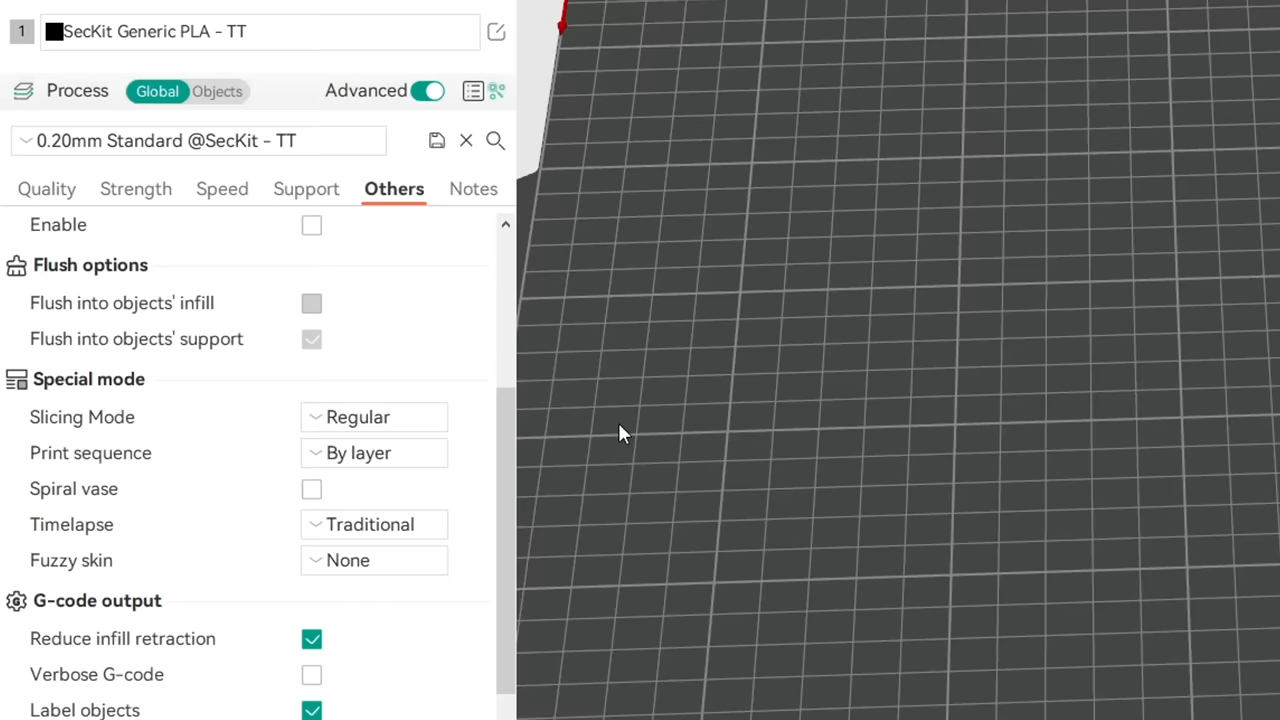 1 SecKit Generic PLA - TT
Process Global Objects Advanced
0.20mm Standard @SecKit - TT
Quality Strength Speed Support Others Notes
Enable
Flush options
Flush into objects' infill
Flush into objects' support
Special mode
Slicing Mode Regular
Print sequence By layer
Spiral vase
Timelapse Traditional
Fuzzy skin None
G-code output
Reduce infill retraction
Verbose G-code
Label objects